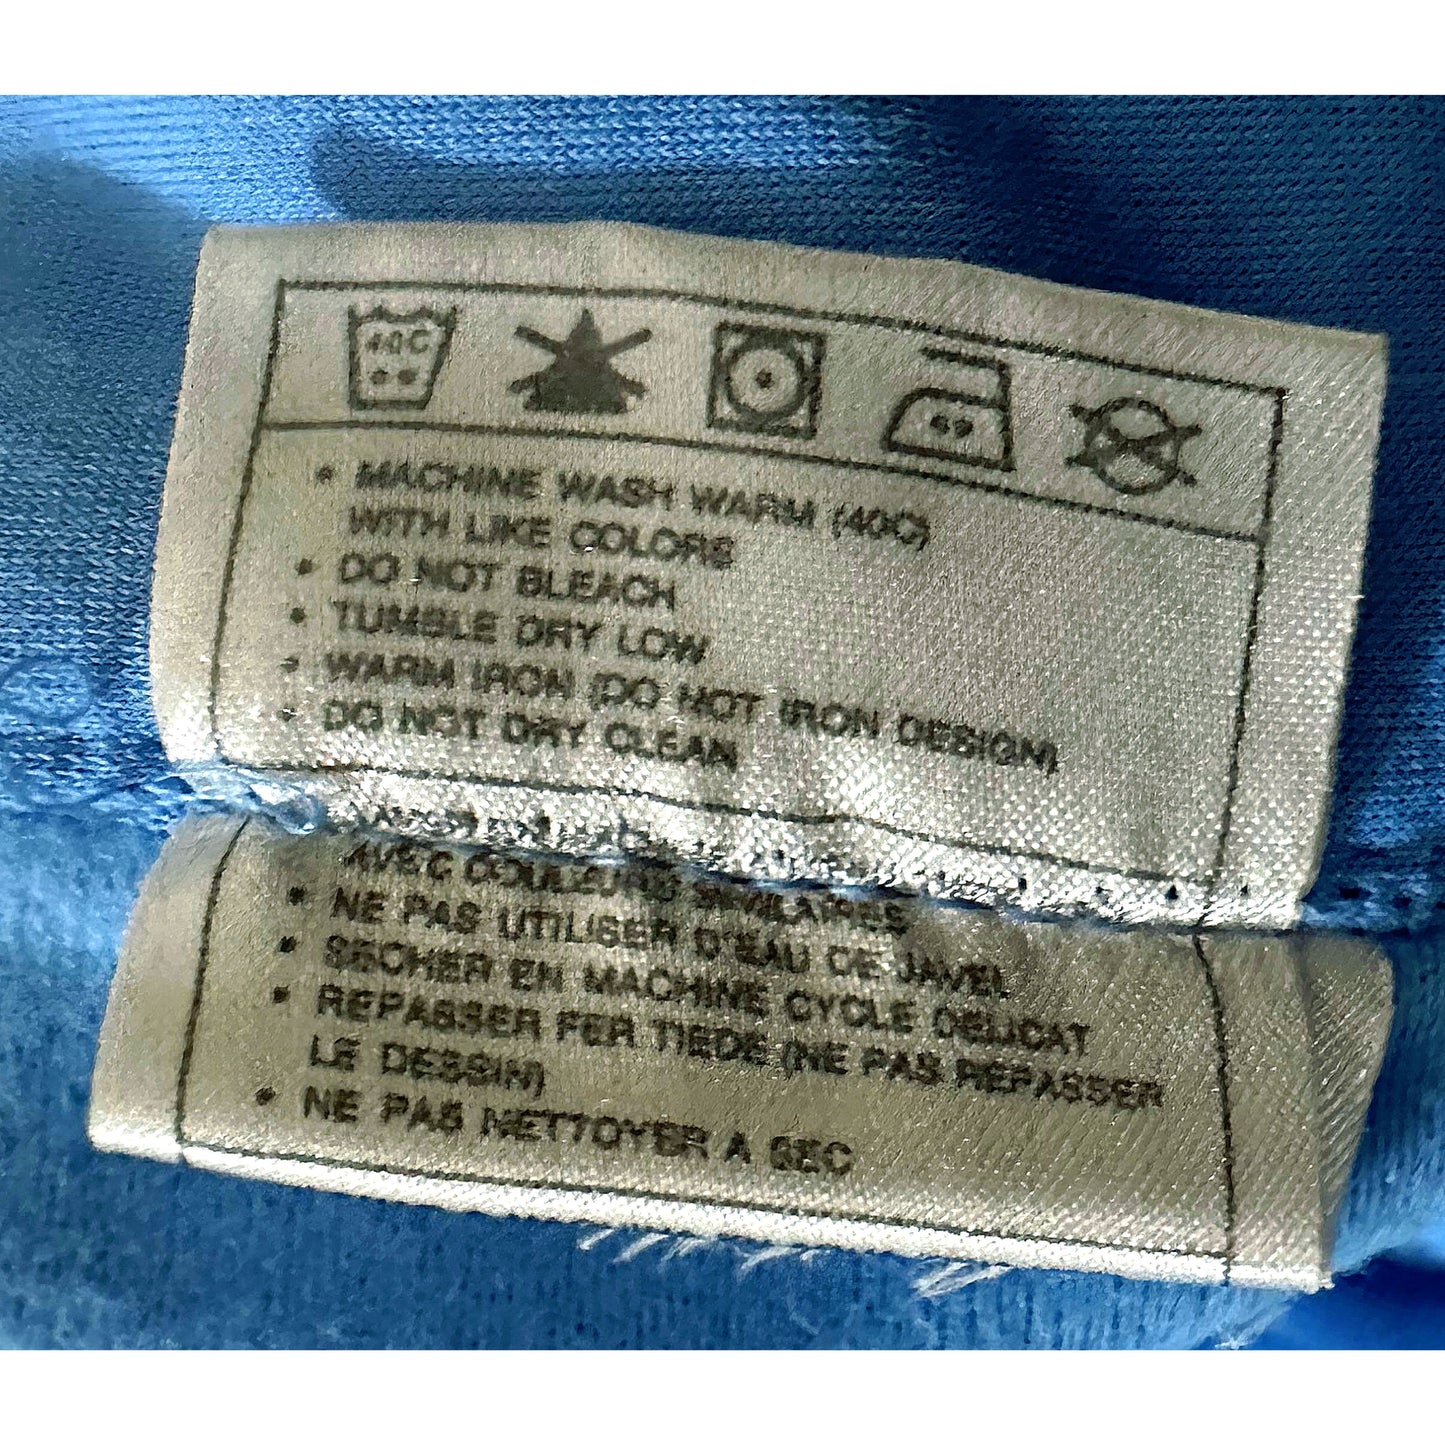 40C
• MACHINE WASH WARM (40C)
WITH LIKE COLORS
• DO NOT BLEACH
• TUMBLE DRY LOW
• WARM IRON (DO NOT IRON DESIGN)
• DO NOT DRY CLEAN
AVEC COULEURS SIMILAIRES
• NE PAS UTILISER D'EAU DE JAVEL
• SECHER EN MACHINE CYCLE DELICAT
• REPASSER FER TIEDE (NE PAS REPASSER
LE DESSIN)
• NE PAS NETTOYER A SEC